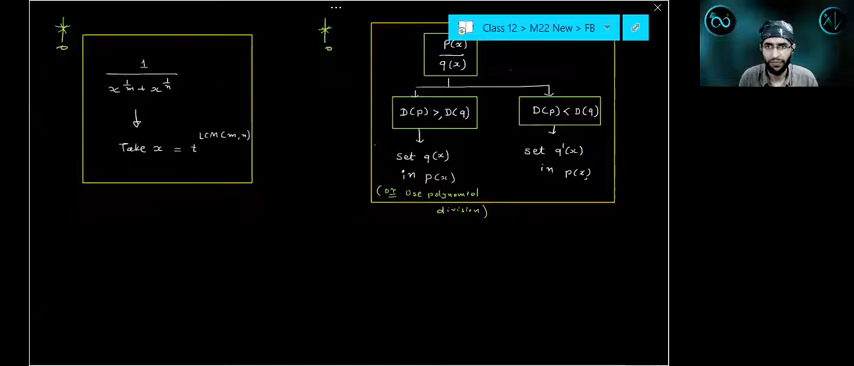 ...
Class 12 > M22 New > FB
1
x^1/m + x^1/n
Take x = t^LCM(m,n)
P(x)
q(x)
D(p) ≥ D(q)
D(p) < D(q)
set q(x)
in p(x)
(or use polynomial
division)
set q'(x)
in p(x)